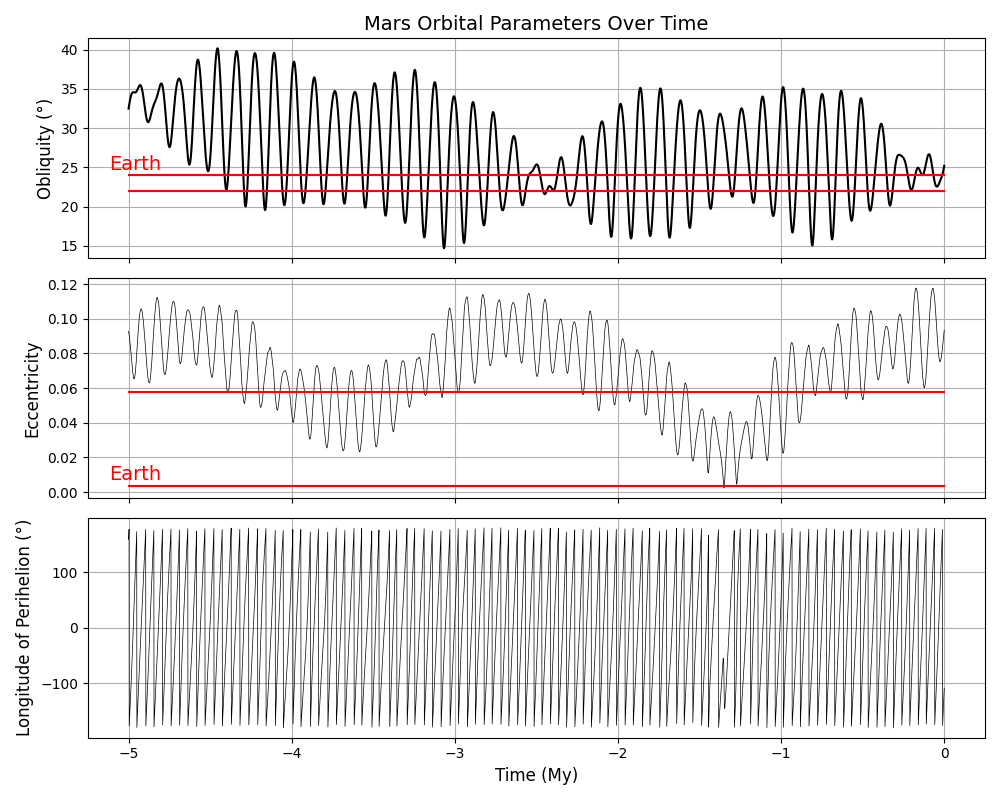 Mars Orbital Parameters Over Time
Obliquity (°)
40
35
30
25
20
15
Earth
Eccentricity
0.12
0.10
0.08
0.06
0.04
0.02
0.00
Earth
Longitude of Perihelion (°)
100
0
−100
−5 −4 −3 −2 −1 0
Time (My)